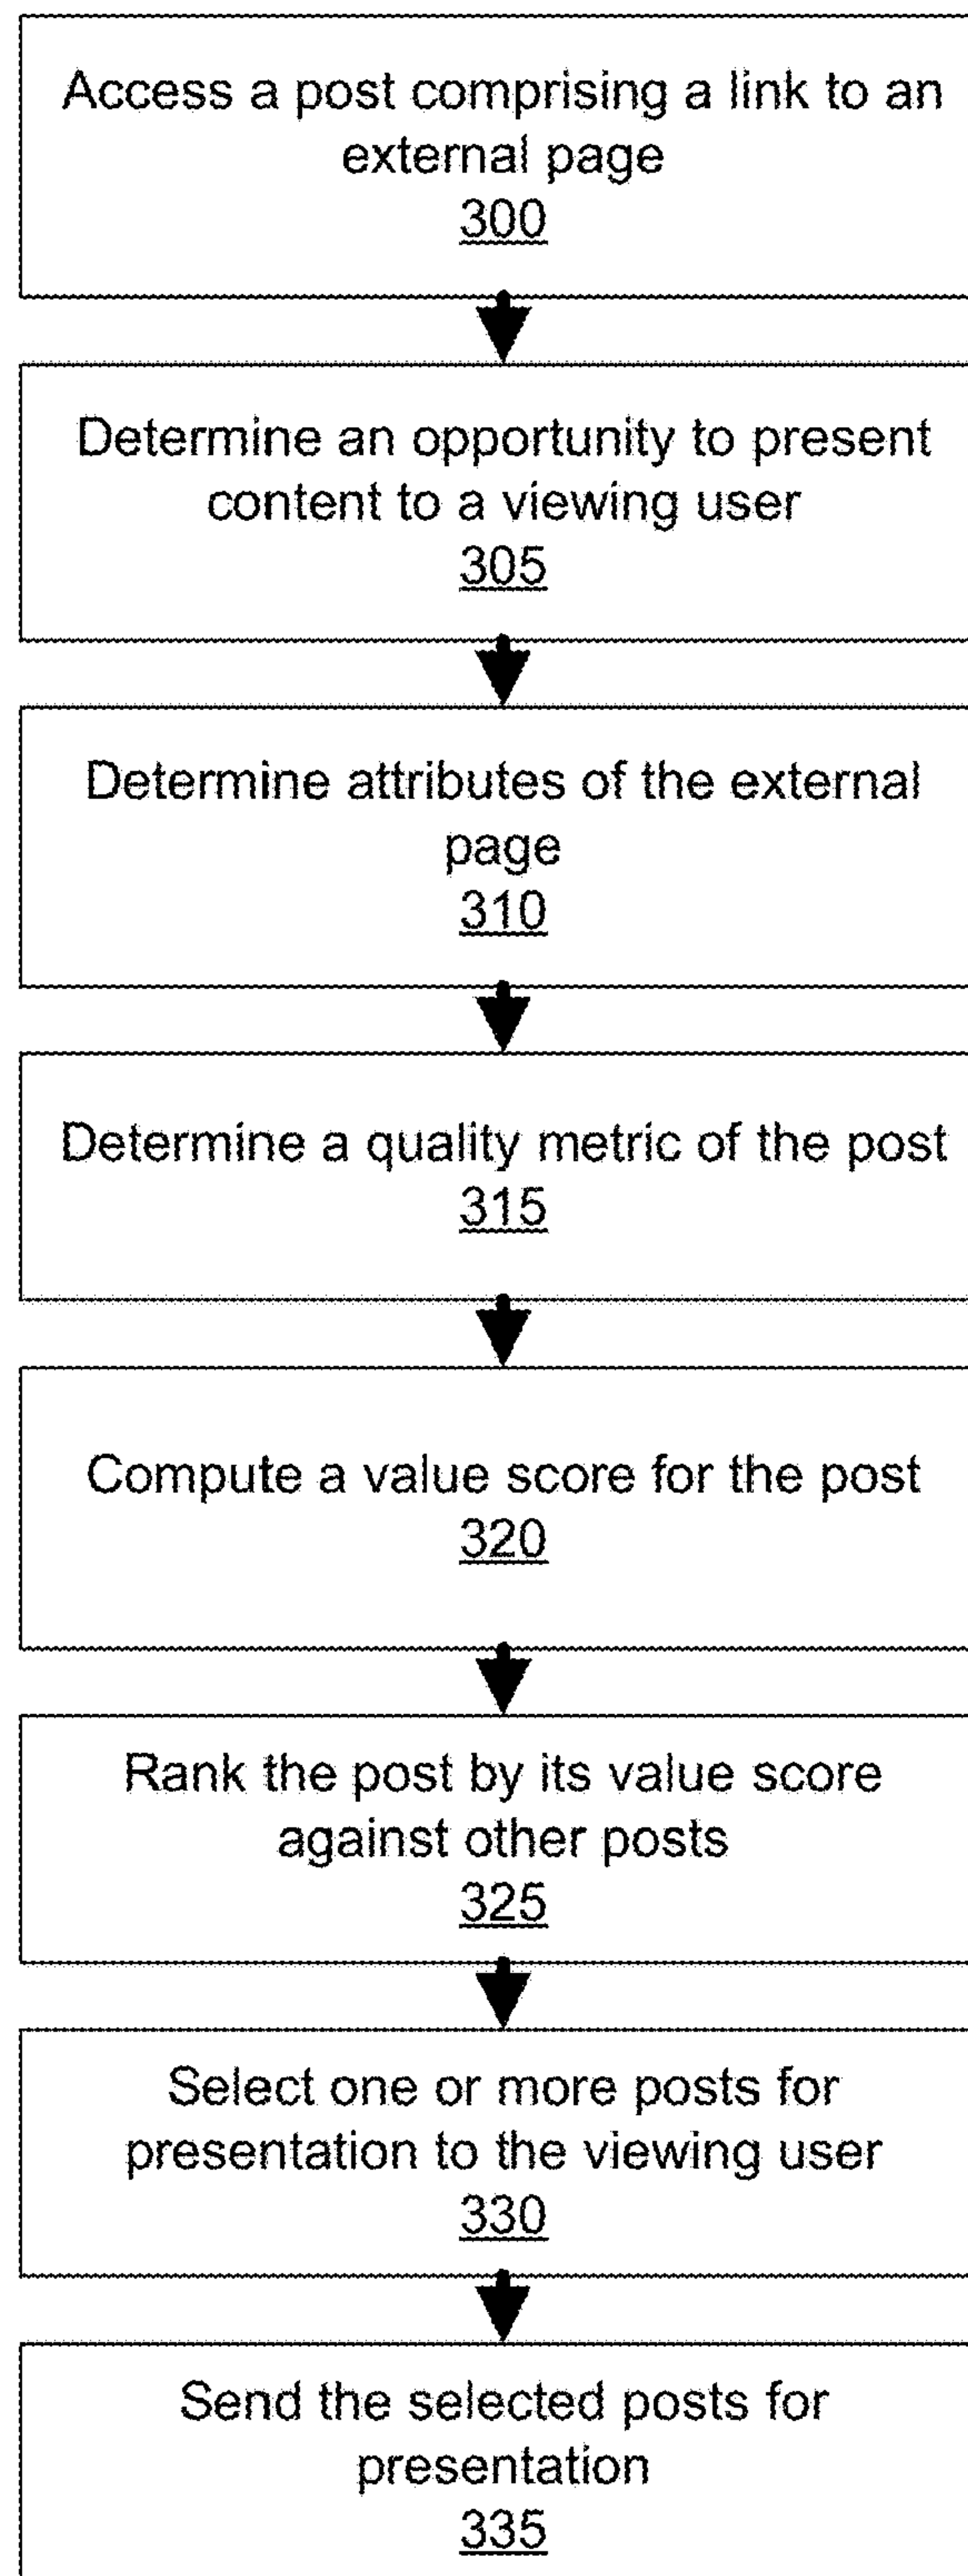 Access a post comprising a link to an
external page
300
Determine an opportunity to present
content to a viewing user
305
Determine attributes of the external
page
310
Determine a quality metric of the post
315
Compute a value score for the post
320
Rank the post by its value score
against other posts
325
Select one or more posts for
presentation to the viewing user
330
Send the selected posts for
presentation
335